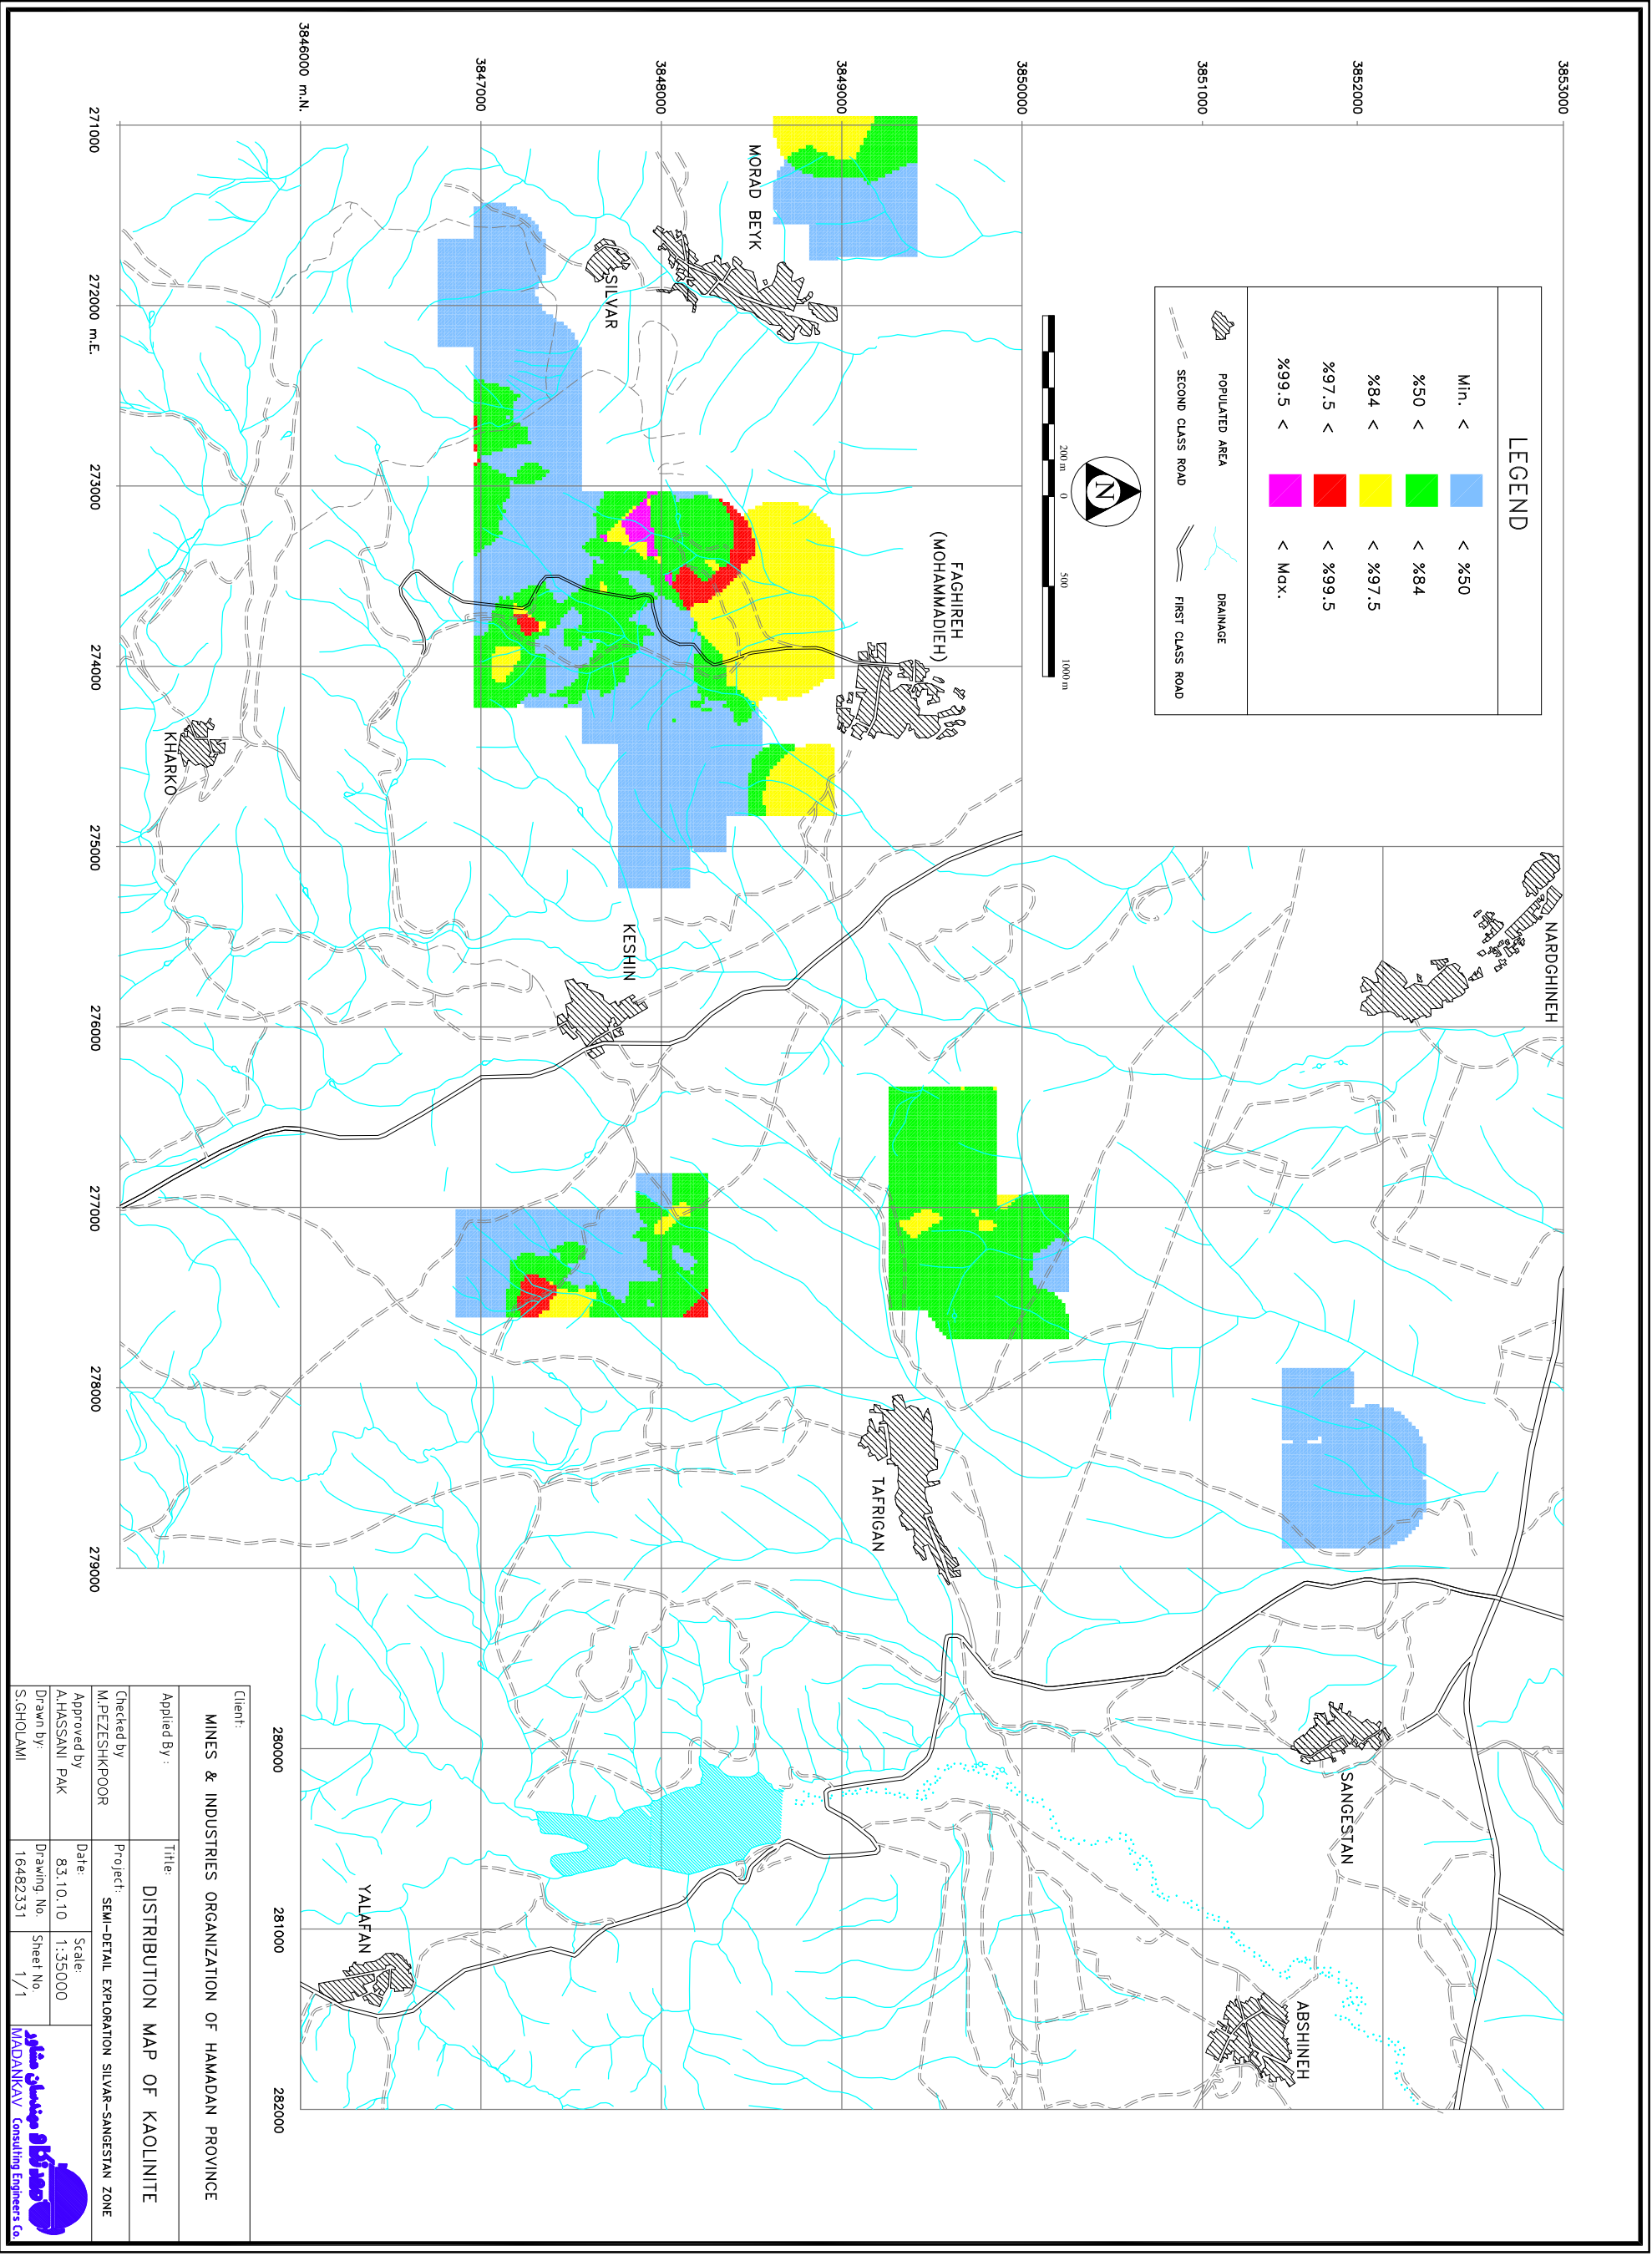 LEGEND
Min. < < %50
%50 < < %84
%84 < < %97.5
%97.5 < < %99.5
%99.5 < < Max.
POPULATED AREA
DRAINAGE
SECOND CLASS ROAD
FIRST CLASS ROAD
N
200 m 0 500 1000 m
3853000
3852000
3851000
3850000
3849000
3848000
3847000
3846000 m.N.
271000
272000 m.E.
273000
274000
275000
276000
277000
278000
279000
280000
281000
282000
NARDGHINEH
MORAD BEYK
SILVAR
FAGHIREH
(MOHAMMADIEH)
KHARKO
KESHIN
TAFRIGAN
SANGESTAN
ABSHINEH
YALAFAN
Client:
MINES & INDUSTRIES ORGANIZATION OF HAMADAN PROVINCE
Applied By :
Title:
DISTRIBUTION MAP OF KAOLINITE
Checked by
M.PEZESHKPOOR
Project:
SEMI-DETAIL EXPLORATION SILVAR-SANGESTAN ZONE
Approved by
A.HASSANI PAK
Date:
83.10.10
Scale:
1:35000
Drawn by:
S.GHOLAMI
Drawing. No.
16482331
Sheet No.
1/1
مهندسان مشاور
MADANKAV Consulting Engineers Co.